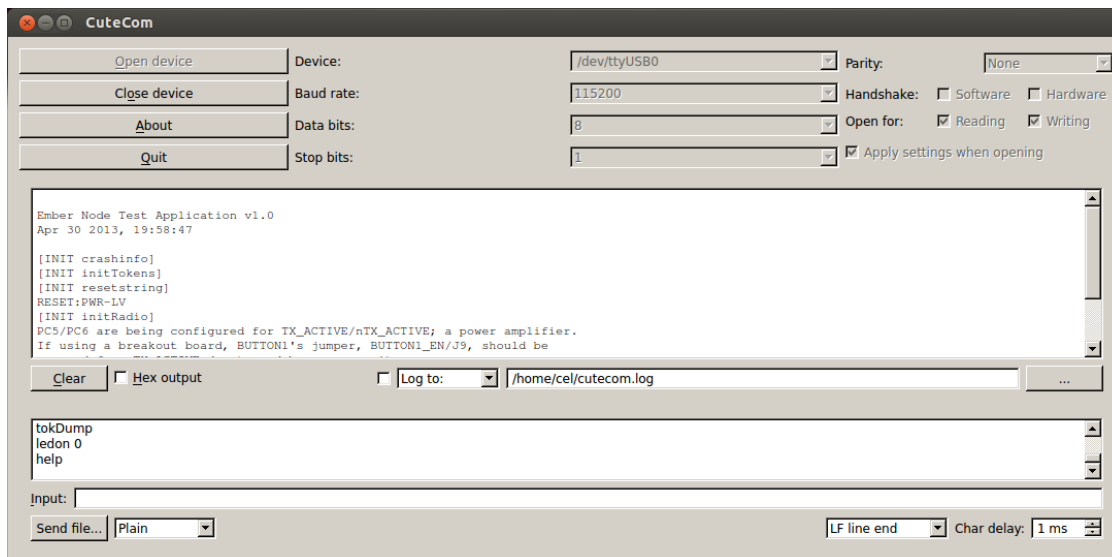 CuteCom
Open device Device: /dev/ttyUSB0 Parity: None
Close device Baud rate: 115200 Handshake: Software Hardware
About Data bits: 8 Open for: Reading Writing
Quit Stop bits: 1 Apply settings when opening
Ember Node Test Application v1.0
Apr 30 2013, 19:58:47
[INIT crashinfo]
[INIT initTokens]
[INIT resetstring]
RESET:PWR-LV
[INIT initRadio]
PC5/PC6 are being configured for TX_ACTIVE/nTX_ACTIVE; a power amplifier.
If using a breakout board, BUTTON1's jumper, BUTTON1_EN/J9, should be
Clear Hex output Log to: /home/cel/cutecom.log ...
tokDump
ledon 0
help
Input:
Send file... Plain LF line end Char delay: 1 ms